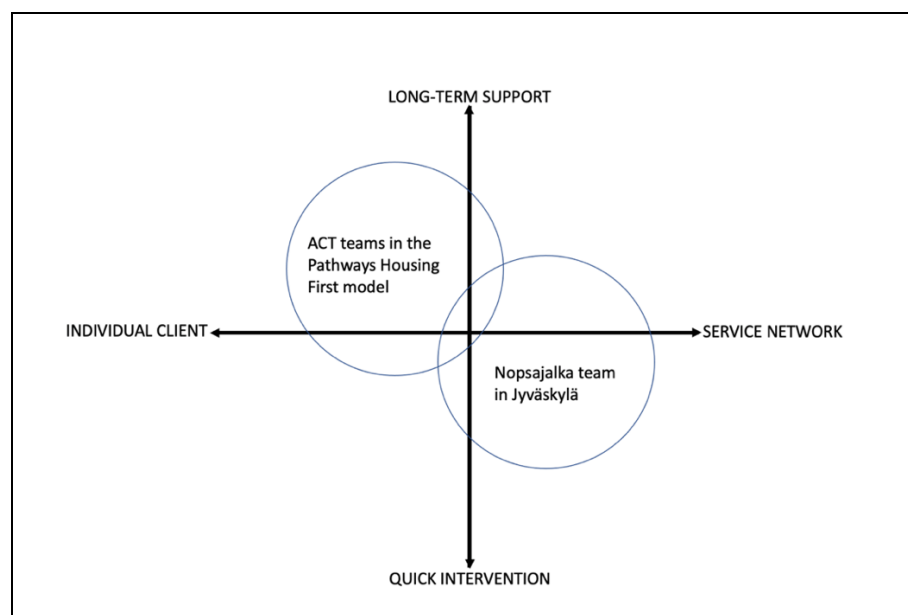 LONG-TERM SUPPORT
ACT teams in the
Pathways Housing
First model
INDIVIDUAL CLIENT
SERVICE NETWORK
Nopsajalka team
in Jyväskylä
QUICK INTERVENTION